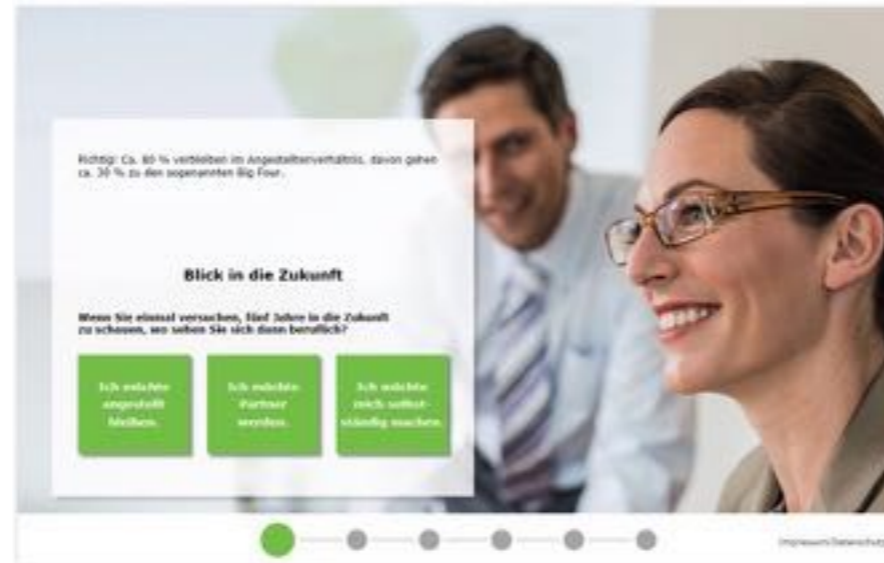 Richtig! Ca. 80 % verbleiben im Angestelltenverhältnis, davon gehen
ca. 30 % zu den sogenannten Big Four.
Blick in die Zukunft
Wenn Sie einmal versuchen, fünf Jahre in die Zukunft
zu schauen, wo sehen Sie sich dann beruflich?
Ich möchte
angestellt
bleiben.
Ich möchte
Partner
werden.
Ich möchte
mich selbst-
ständig machen.
Impressum/Datenschutz